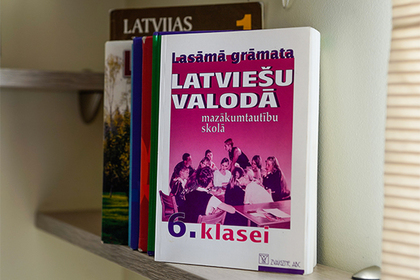 LATVIJAS
1
Lasāmā grāmata
LATVIEŠU
VALODĀ
mazākumtautību
skolā
6. klasei